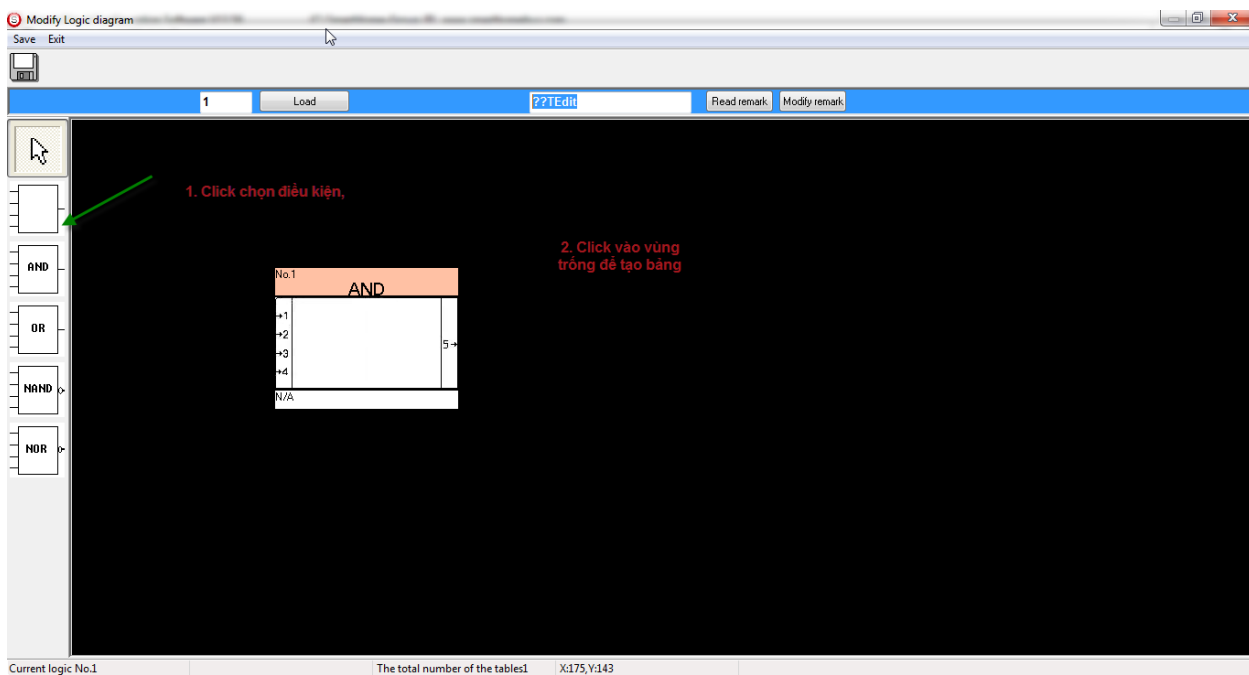 Modify Logic diagram
Save Exit
1 Load ??TEdit Read remark Modify remark
1. Click chọn điều kiện,
2. Click vào vùng
trống để tạo bảng
AND
OR
NAND
NOR
No.1
AND
→1
→2
→3
→4
5→
N/A
Current logic No.1 The total number of the tables1 X:175,Y:143